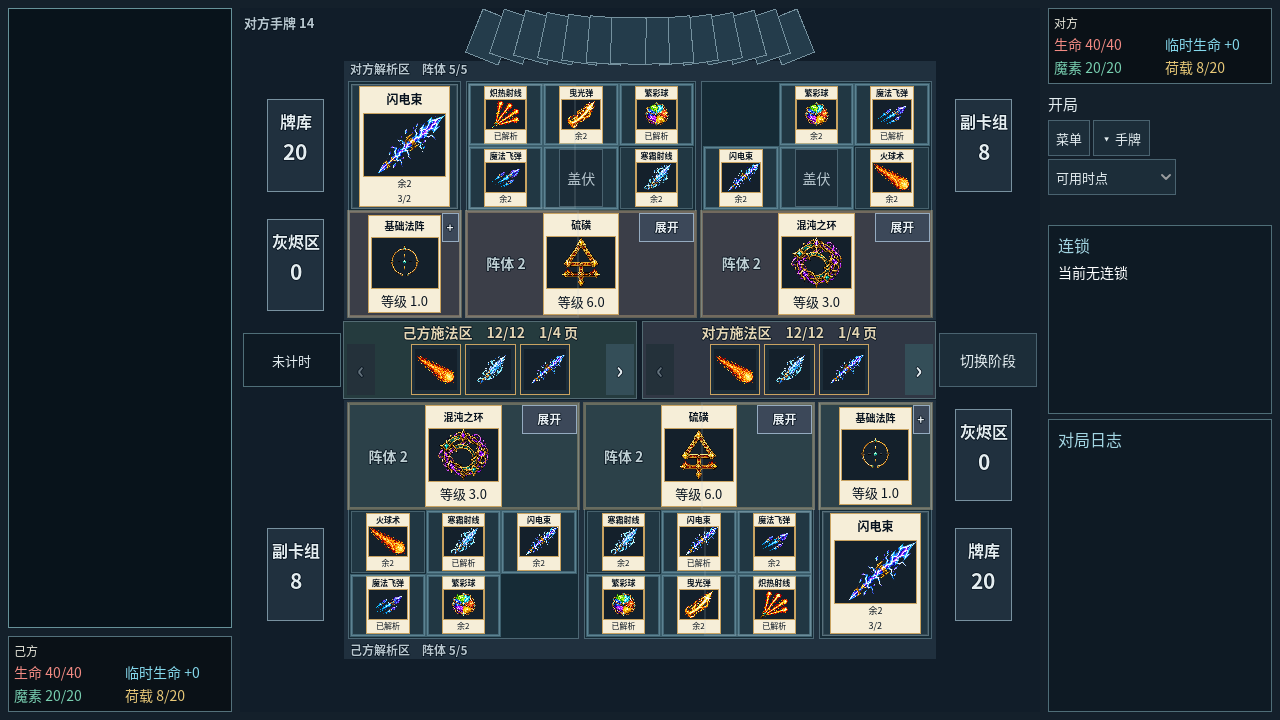 对方手牌 14
对方解析区 阵体 5/5
牌库
20
灰烬区
0
闪电束
余2
3/2
炽热射线
已解析
曳光弹
余2
繁彩球
已解析
魔法飞弹
余2
盖伏
寒霜射线
余2
繁彩球
余2
魔法飞弹
已解析
闪电束
余2
盖伏
火球术
余2
副卡组
8
基础法阵
+
等级 1.0
阵体 2
硫磺
等级 6.0
展开
阵体 2
混沌之环
等级 3.0
展开
未计时
己方施法区 12/12 1/4 页
‹
›
对方施法区 12/12 1/4 页
‹
›
切换阶段
阵体 2
混沌之环
等级 3.0
展开
阵体 2
硫磺
等级 6.0
展开
基础法阵
+
等级 1.0
灰烬区
0
副卡组
8
火球术
余2
寒霜射线
已解析
闪电束
余2
魔法飞弹
已解析
繁彩球
余2
寒霜射线
余2
闪电束
已解析
魔法飞弹
余2
繁彩球
已解析
曳光弹
余2
炽热射线
已解析
闪电束
余2
3/2
牌库
20
己方解析区 阵体 5/5
己方
生命 40/40 临时生命 +0
魔素 20/20 荷载 8/20
对方
生命 40/40 临时生命 +0
魔素 20/20 荷载 8/20
开局
菜单
▾ 手牌
可用时点
连锁
当前无连锁
对局日志